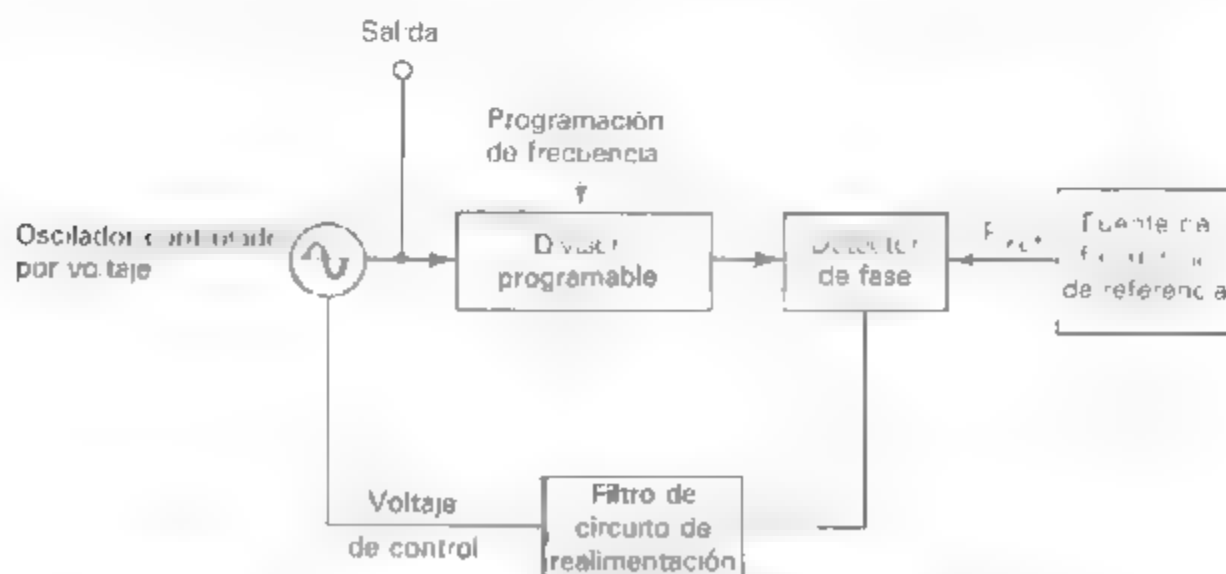 Salida
Programación
de frecuencia
Oscilador controlado
por voltaje
programable
de fase
de referencia
Voltaje
de control
Filtro de
circuito de
realimentación